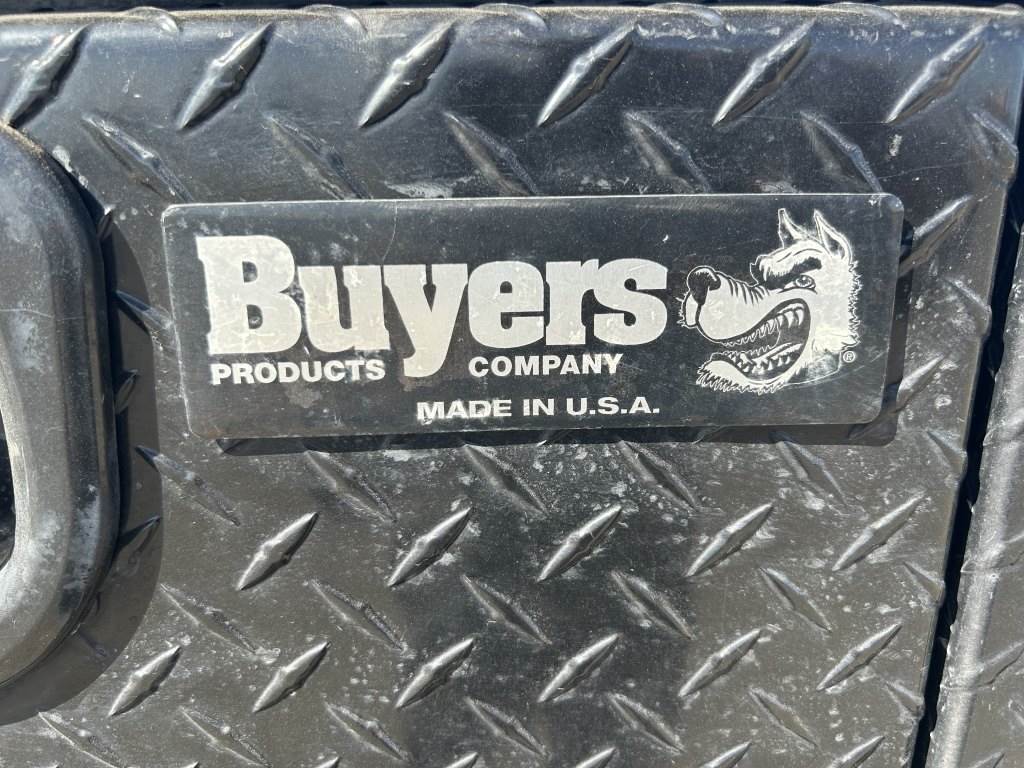 Buyers
PRODUCTS COMPANY
MADE IN U.S.A.
®